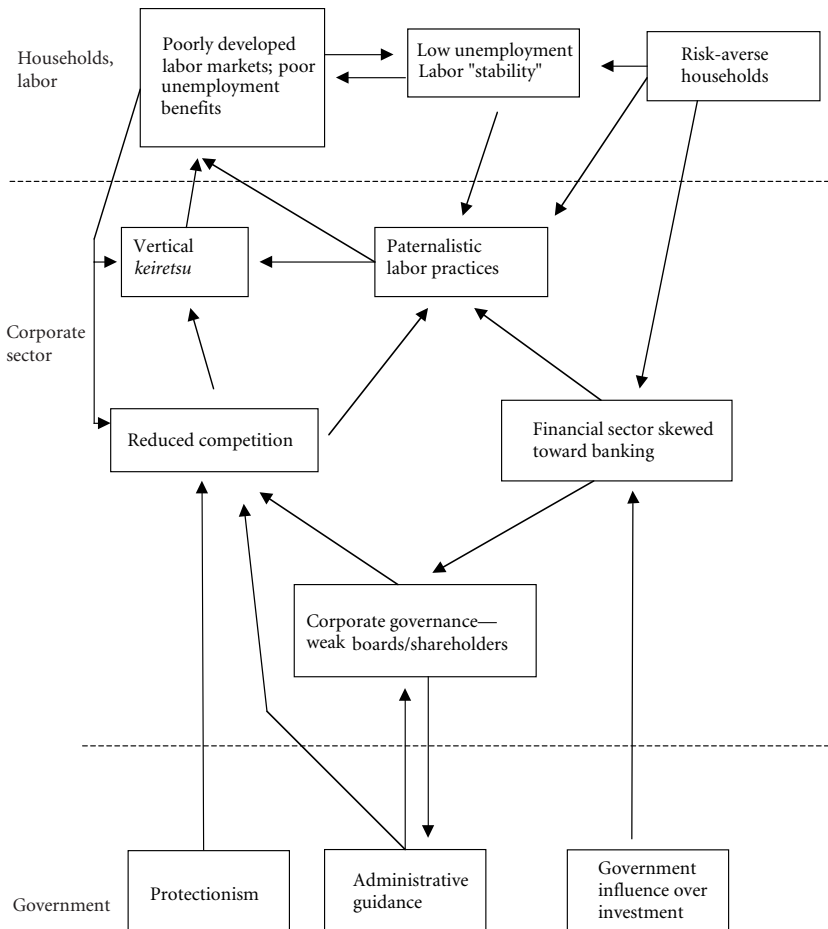 Households,
labor
Poorly developed
labor markets; poor
unemployment
benefits
Low unemployment
Labor "stability"
Risk-averse
households
Corporate
sector
Vertical
keiretsu
Paternalistic
labor practices
Reduced competition
Financial sector skewed
toward banking
Corporate governance—
weak boards/shareholders
Government
Protectionism
Administrative
guidance
Government
influence over
investment